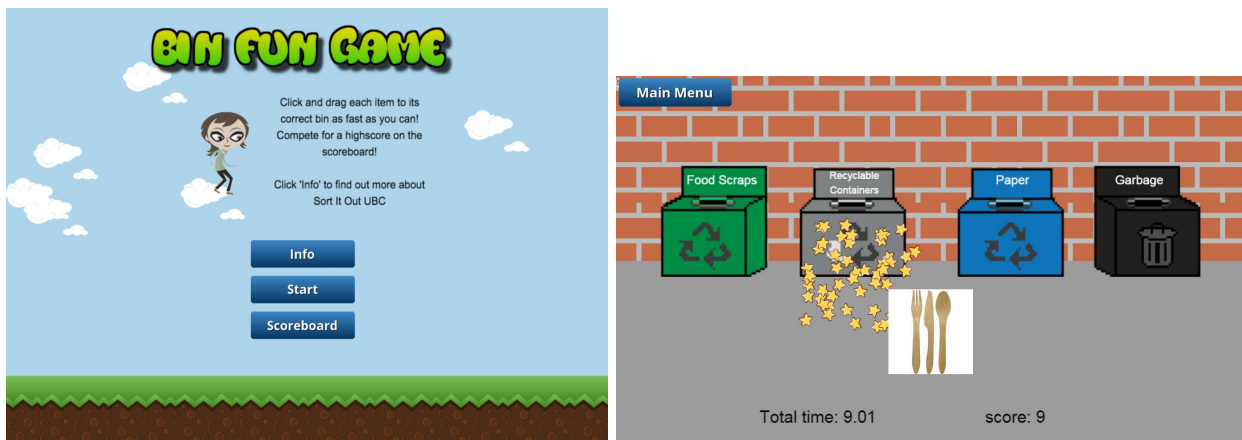 BIN FUN GAME
Click and drag each item to its
correct bin as fast as you can!
Compete for a highscore on the
scoreboard!
Click 'Info' to find out more about
Sort It Out UBC
Info
Start
Scoreboard
Main Menu
Food Scraps
Recyclable
Containers
Paper
Garbage
Total time: 9.01
score: 9